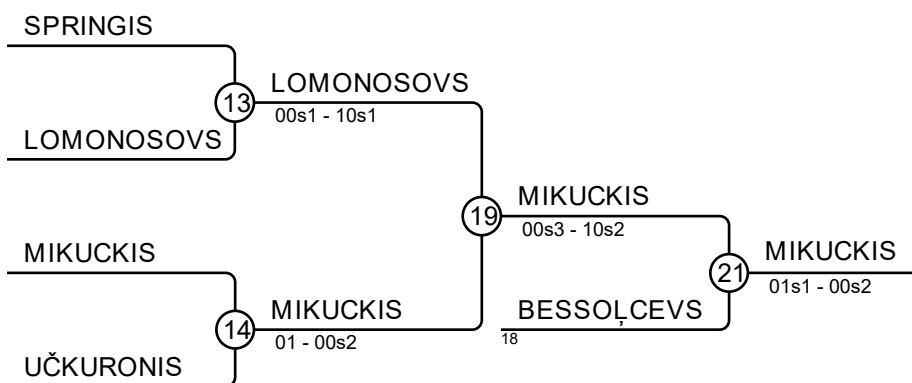 SPRINGIS
13
LOMONOSOVS
00s1 - 10s1
LOMONOSOVS
19
MIKUCKIS
00s3 - 10s2
MIKUCKIS
21
MIKUCKIS
01s1 - 00s2
14
MIKUCKIS
01 - 00s2
BESSOĻCEVS
18
UČKURONIS